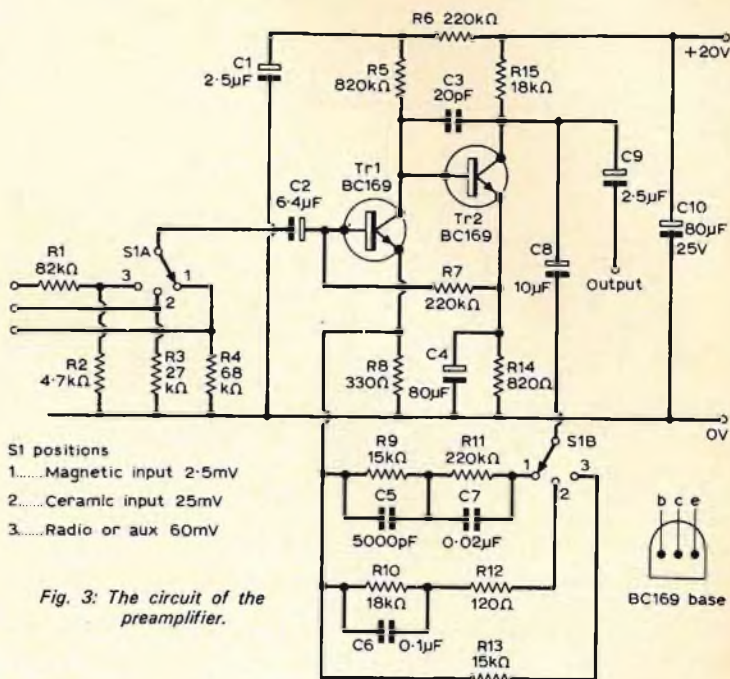 R6 220kΩ
+20V
C1
2·5μF
R5
820kΩ
C3
20pF
R15
18kΩ
Tr1
BC169
Tr2
BC169
C2
6·4μF
C9
2·5μF
C10
80μF
25V
S1A
R1
82kΩ
3
1
2
R7
220kΩ
C8
10μF
Output
R2
4·7kΩ
R3
27
kΩ
R4
68
kΩ
R8
330Ω
C4
80μF
R14
820Ω
0V
S1 positions
1......Magnetic input 2·5mV
2......Ceramic input 25mV
3......Radio or aux 60mV
R9
15kΩ
R11
220kΩ
S1B
1
3
2
C5
5000pF
C7
0·02μF
R10
18kΩ
R12
120Ω
C6
0·1μF
R13
15kΩ
b c e
BC169 base
Fig. 3: The circuit of the
preamplifier.